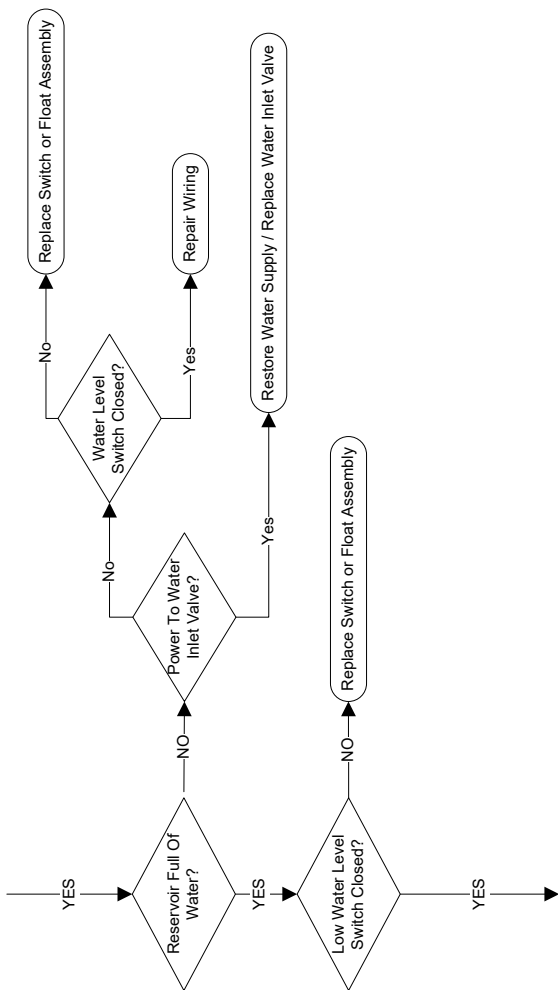 YES
Reservoir Full Of
Water?
NO
Power To Water
Inlet Valve?
No
Water Level
Switch Closed?
No
Replace Switch or Float Assembly
Yes
Repair Wiring
Yes
Restore Water Supply / Replace Water Inlet Valve
YES
Low Water Level
Switch Closed?
NO
Replace Switch or Float Assembly
YES